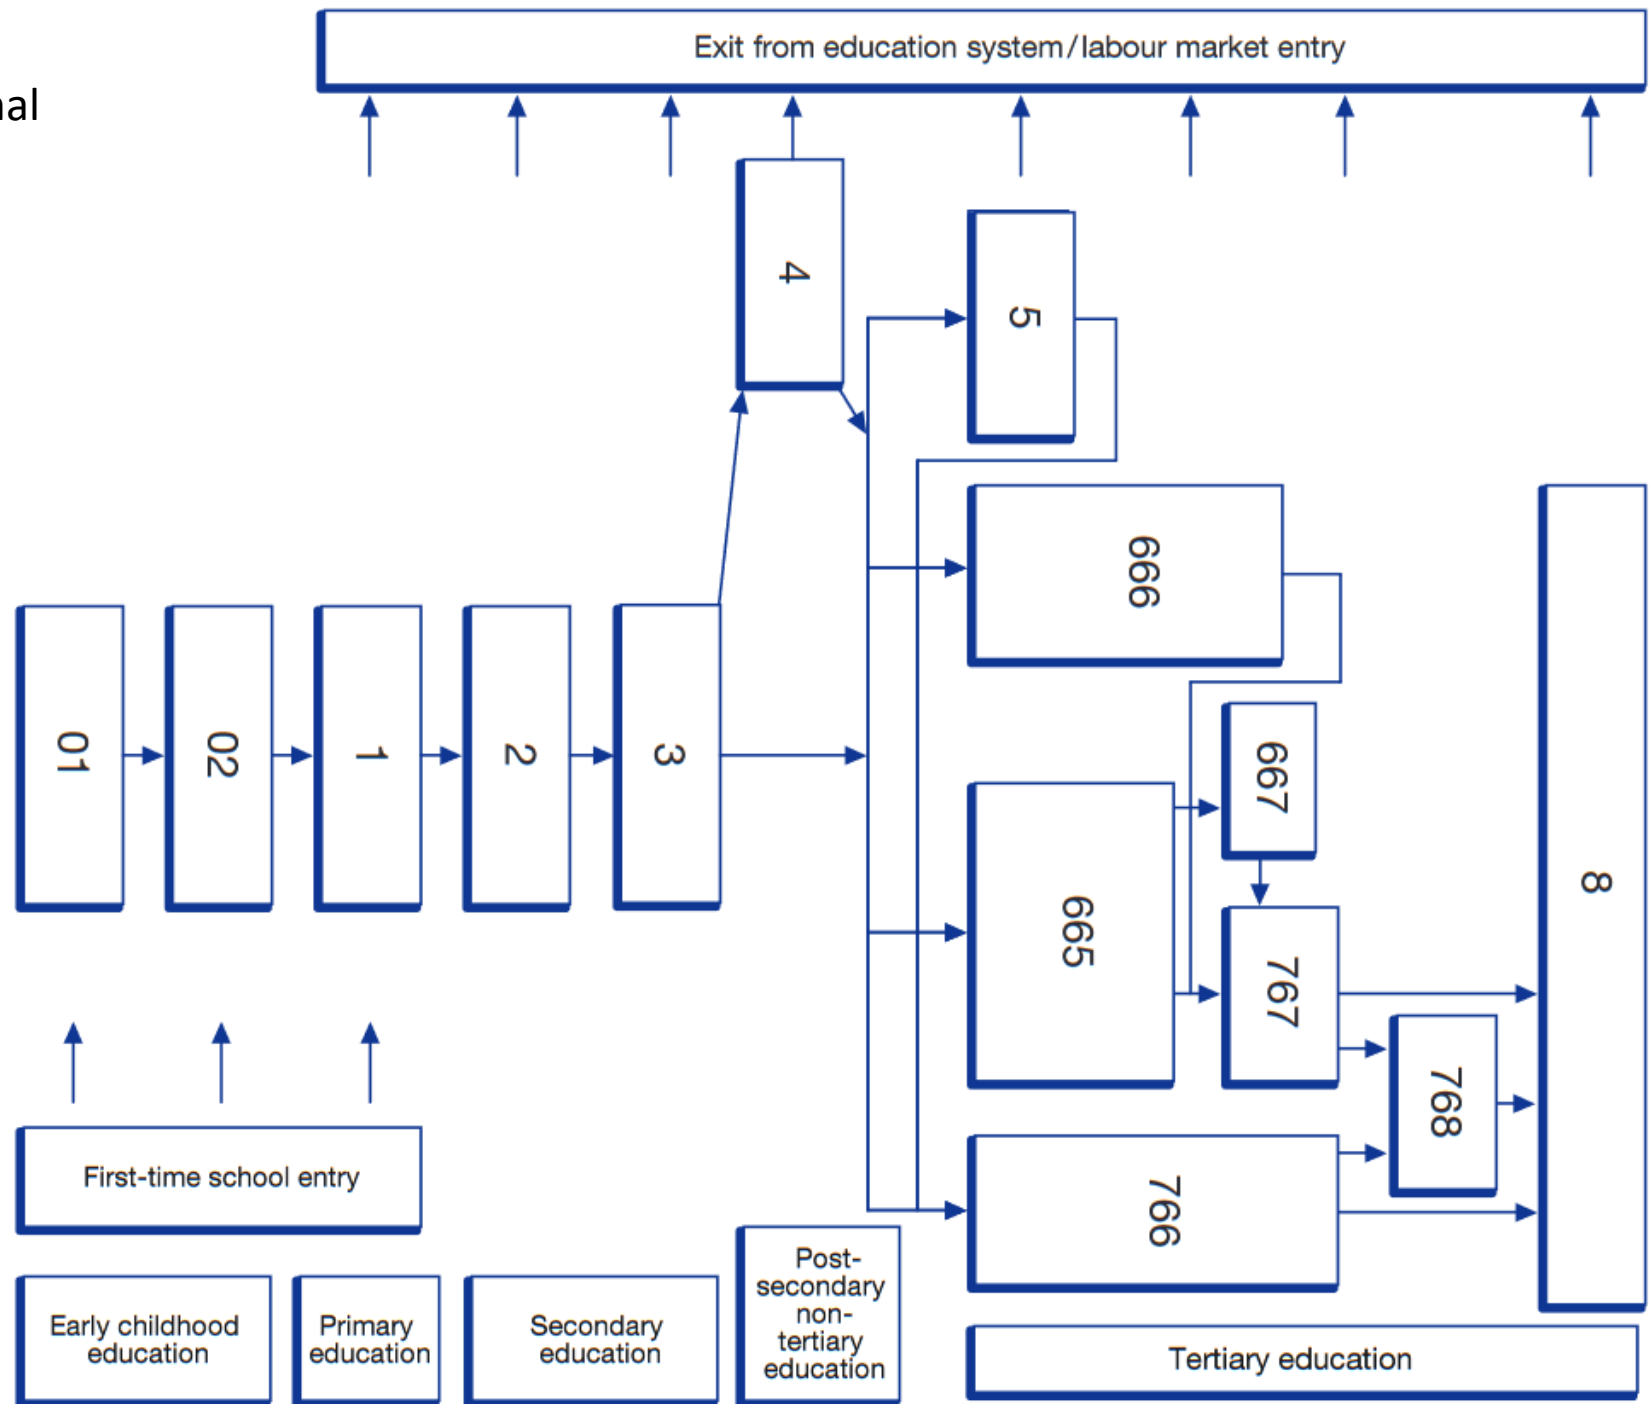 Exit from education system/labour market entry
nal
4
5
666
01
02
1
2
3
667
665
767
8
768
766
First-time school entry
Early childhood
education
Primary
education
Secondary
education
Post-
secondary
non-
tertiary
education
Tertiary education